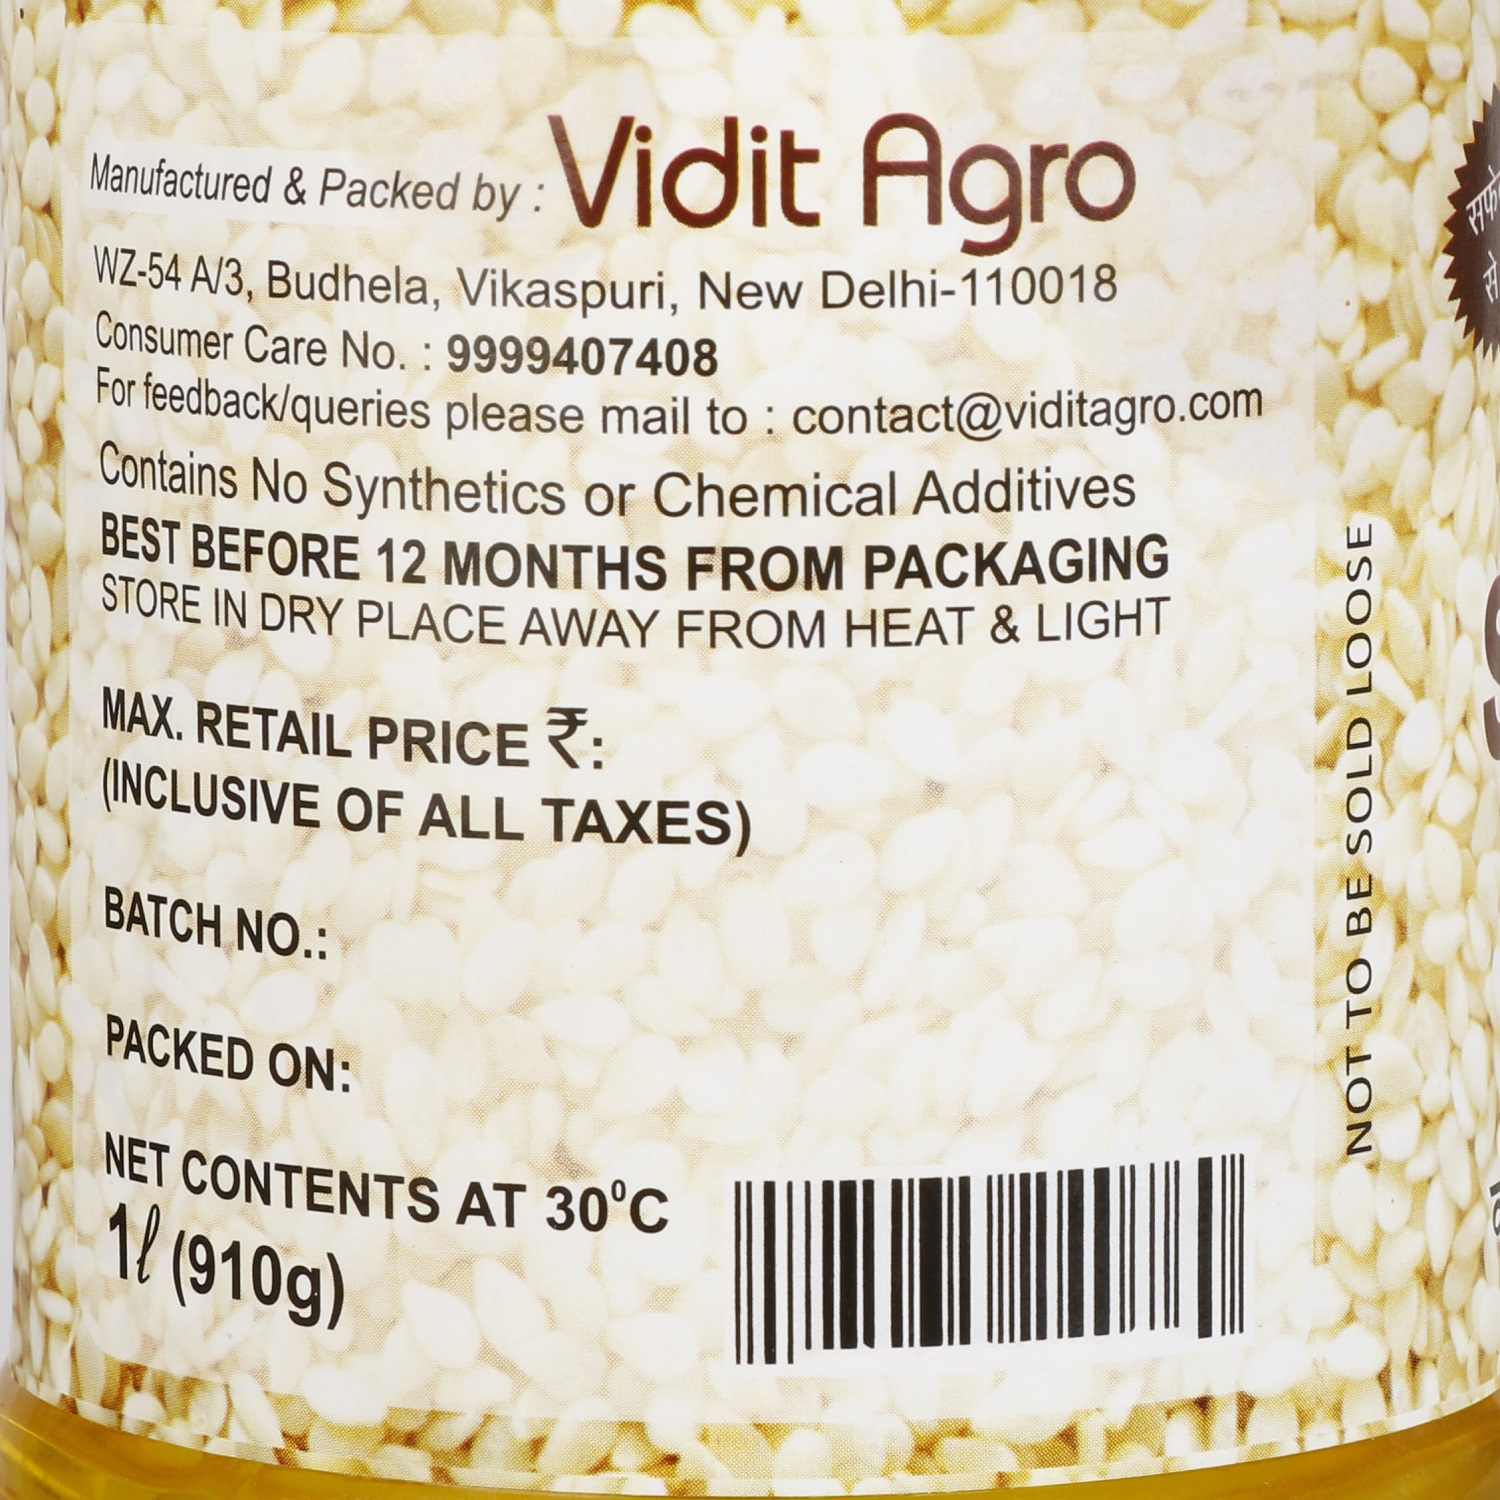 Manufactured & Packed by : Vidit Agro
WZ-54 A/3, Budhela, Vikaspuri, New Delhi-110018
Consumer Care No. : 9999407408
For feedback/queries please mail to : contact@viditagro.com
Contains No Synthetics or Chemical Additives
BEST BEFORE 12 MONTHS FROM PACKAGING
STORE IN DRY PLACE AWAY FROM HEAT & LIGHT
MAX. RETAIL PRICE ₹:
(INCLUSIVE OF ALL TAXES)
BATCH NO.:
PACKED ON:
NET CONTENTS AT 30⁰C
1ℓ (910g)
NOT TO BE SOLD LOOSE
से